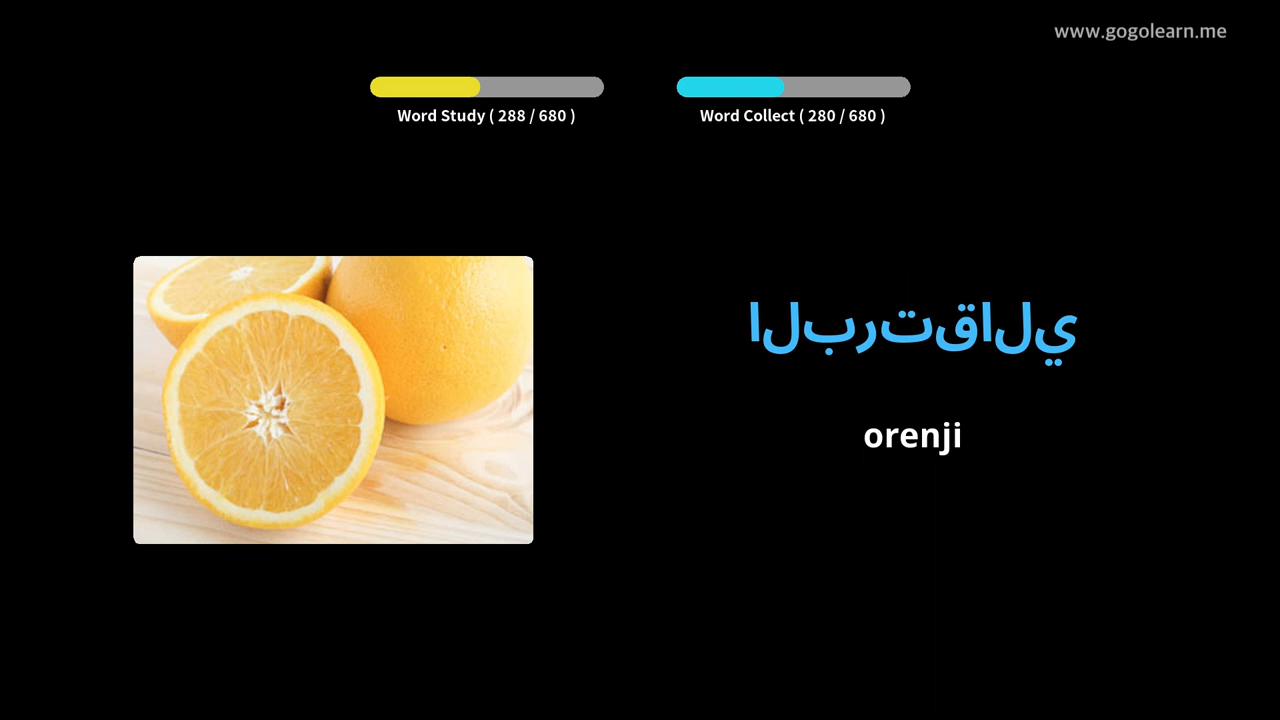 www.gogolearn.me
Word Study ( 288 / 680 )
Word Collect ( 280 / 680 )
البرتقالي
orenji